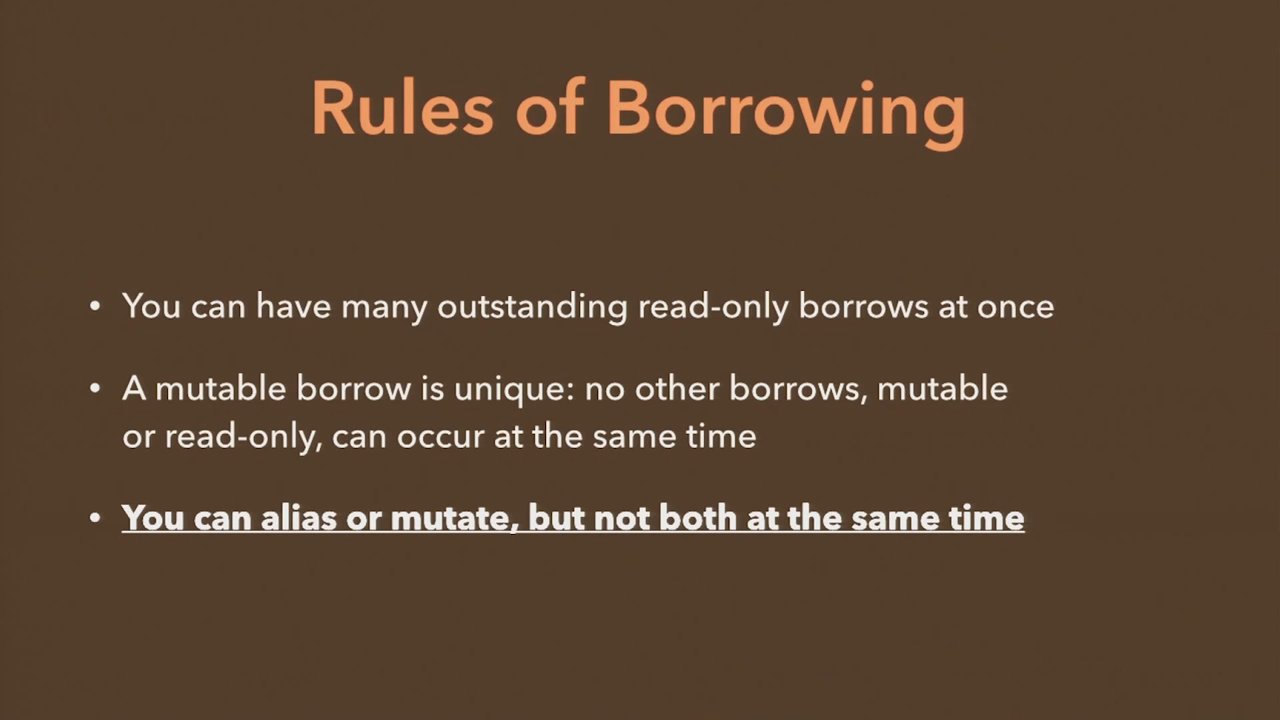 Rules of Borrowing
• You can have many outstanding read-only borrows at once
• A mutable borrow is unique: no other borrows, mutable
or read-only, can occur at the same time
• You can alias or mutate, but not both at the same time